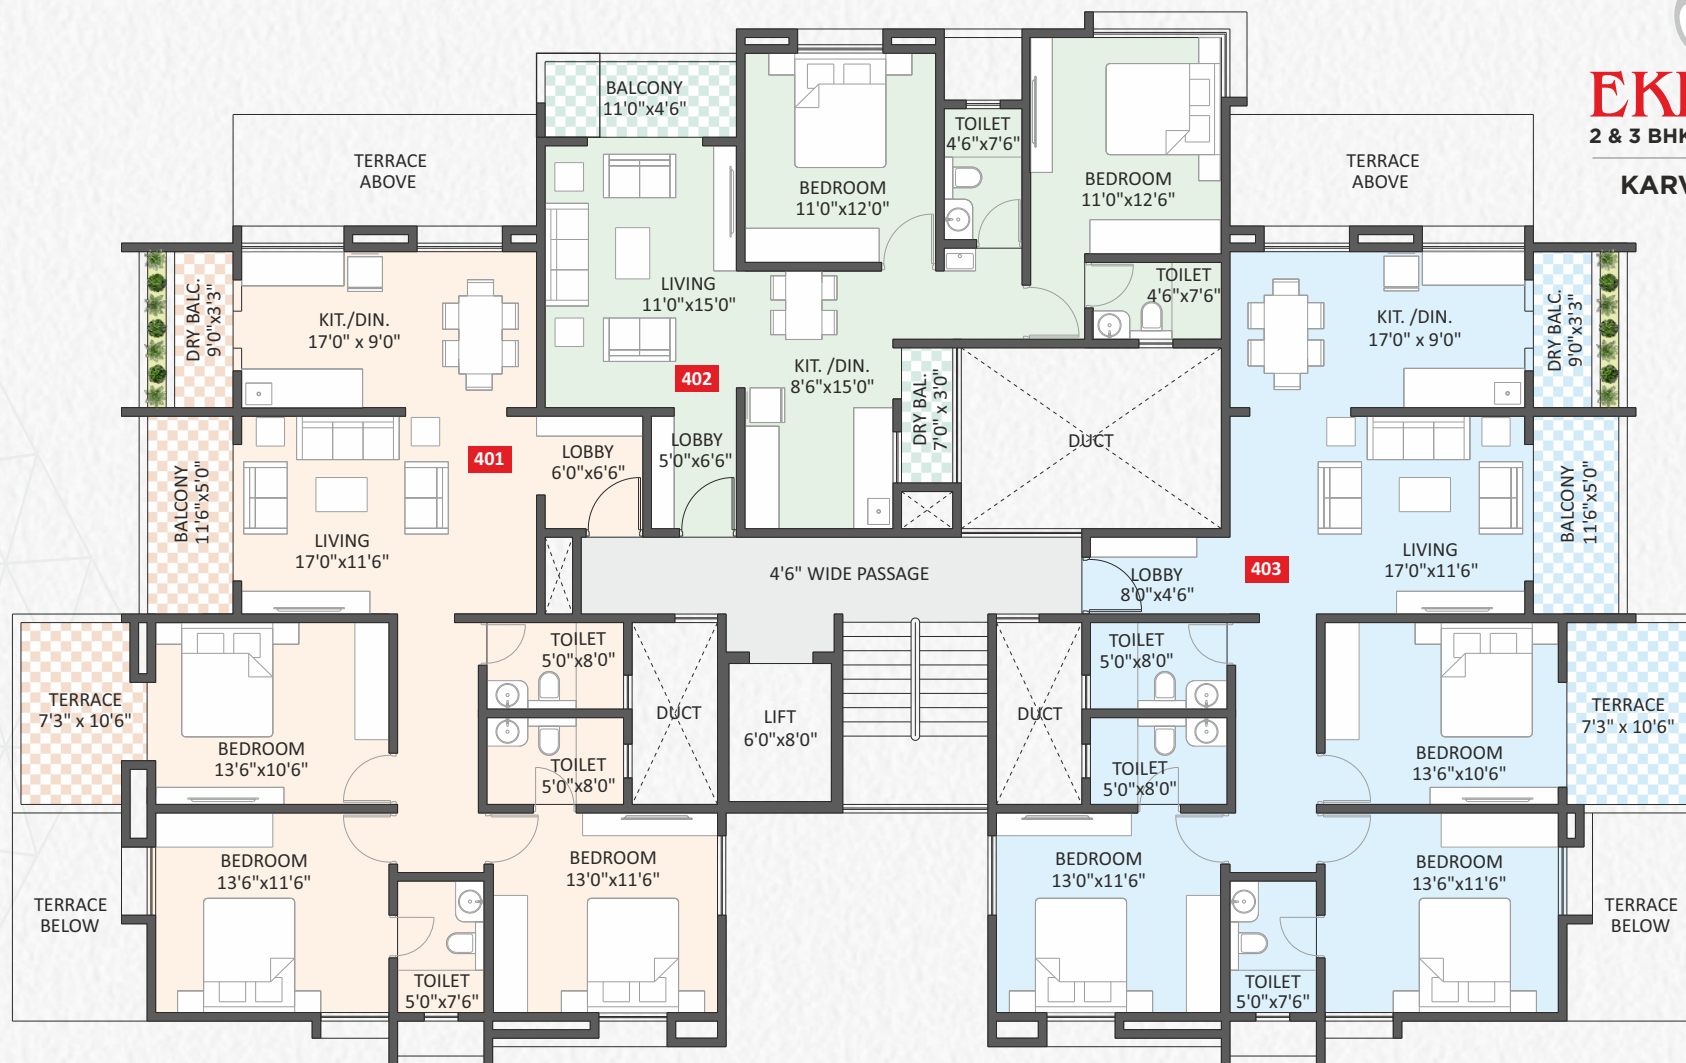 BALCONY
11'0"x4'6"
TERRACE
ABOVE
BEDROOM
11'0"x12'0"
TOILET
4'6"x7'6"
BEDROOM
11'0"x12'6"
TERRACE
ABOVE
2 & 3 BHK
DRY BALC.
9'0"x3'3"
KIT./DIN.
17'0" x 9'0"
LIVING
11'0"x15'0"
TOILET
4'6"x7'6"
KIT. /DIN.
17'0" x 9'0"
DRY BALC.
9'0"x3'3"
402
KIT. /DIN.
8'6"x15'0"
DRY BAL.
7'0" x 3'0"
DUCT
BALCONY
11'6"x5'0"
401
LOBBY
6'0"x6'6"
LOBBY
5'0"x6'6"
LIVING
17'0"x11'6"
4'6" WIDE PASSAGE
LOBBY
8'0"x4'6"
403
LIVING
17'0"x11'6"
BALCONY
11'6"x5'0"
TERRACE
7'3" x 10'6"
BEDROOM
13'6"x10'6"
TOILET
5'0"x8'0"
TOILET
5'0"x8'0"
DUCT
LIFT
6'0"x8'0"
DUCT
TOILET
5'0"x8'0"
TOILET
5'0"x8'0"
BEDROOM
13'6"x10'6"
TERRACE
7'3" x 10'6"
TERRACE
BELOW
BEDROOM
13'6"x11'6"
BEDROOM
13'0"x11'6"
TOILET
5'0"x7'6"
BEDROOM
13'0"x11'6"
TOILET
5'0"x7'6"
BEDROOM
13'6"x11'6"
TERRACE
BELOW